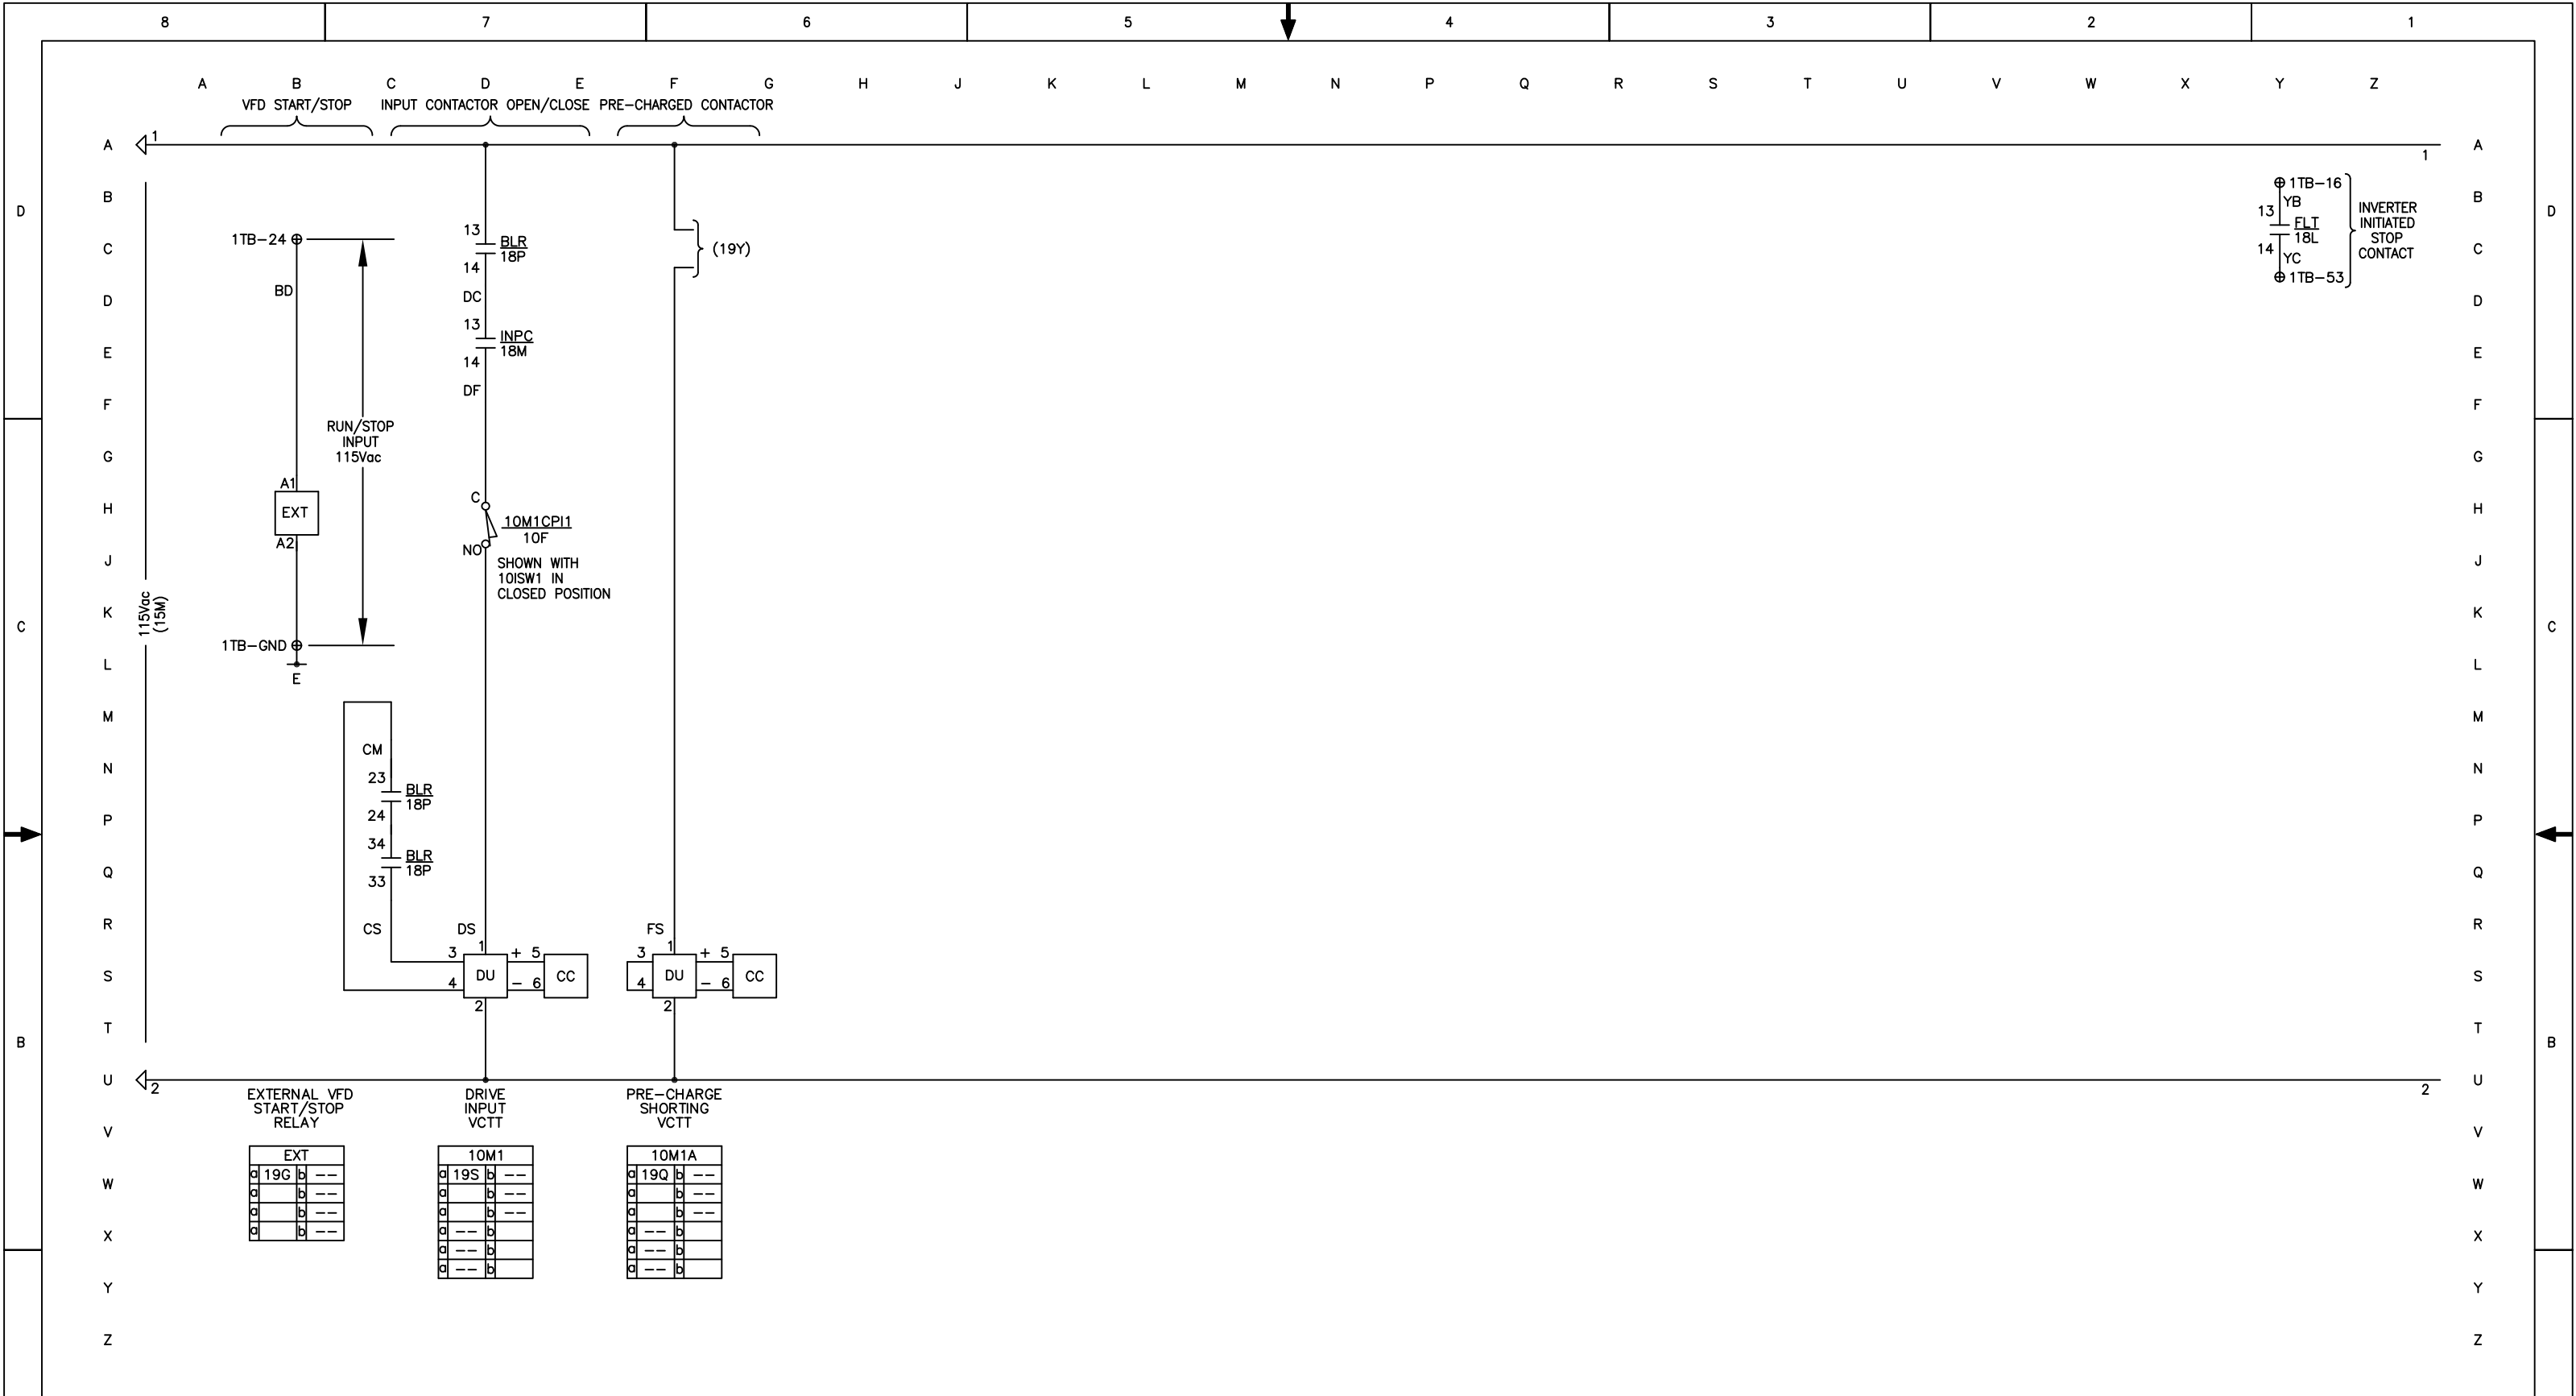 8 7 6 5 4 3 2 1
A B C D E F G H J K L M N P Q R S T U V W X Y Z
VFD START/STOP INPUT CONTACTOR OPEN/CLOSE PRE-CHARGED CONTACTOR
A 1 1 A
B 1TB-16 B
YB
D 13 INVERTER D
13 FLT INITIATED
1TB-24 BLR 18L STOP
C 18P (19Y) 14 CONTACT C
14 YC
1TB-53
BD DC
D D
13
INPC
E 18M E
14
DF
F F
RUN/STOP
INPUT
G 115Vac G
A1 C
H EXT 10M1CPI1 H
10F
A2 NO
J SHOWN WITH J
10ISW1 IN
CLOSED POSITION
115Vac
(15M)
K K
C C
1TB-GND
L L
E
M M
CM
N 23 N
BLR
18P
P 24 P
34
BLR
18P
Q 33 Q
R CS DS FS R
3 1 + 5 3 1 + 5
S DU CC DU CC S
4 - 6 4 - 6
2 2
T T
B B
U 2 2 U
EXTERNAL VFD DRIVE PRE-CHARGE
START/STOP INPUT SHORTING
RELAY VCTT VCTT
V V
EXT 10M1 10M1A
a 19G b -- a 19S b -- a 19Q b --
W a b -- a b -- a b -- W
a b -- a b -- a b --
X a b -- a -- b a -- b X
a -- b a -- b
a -- b a -- b
Y Y
Z Z